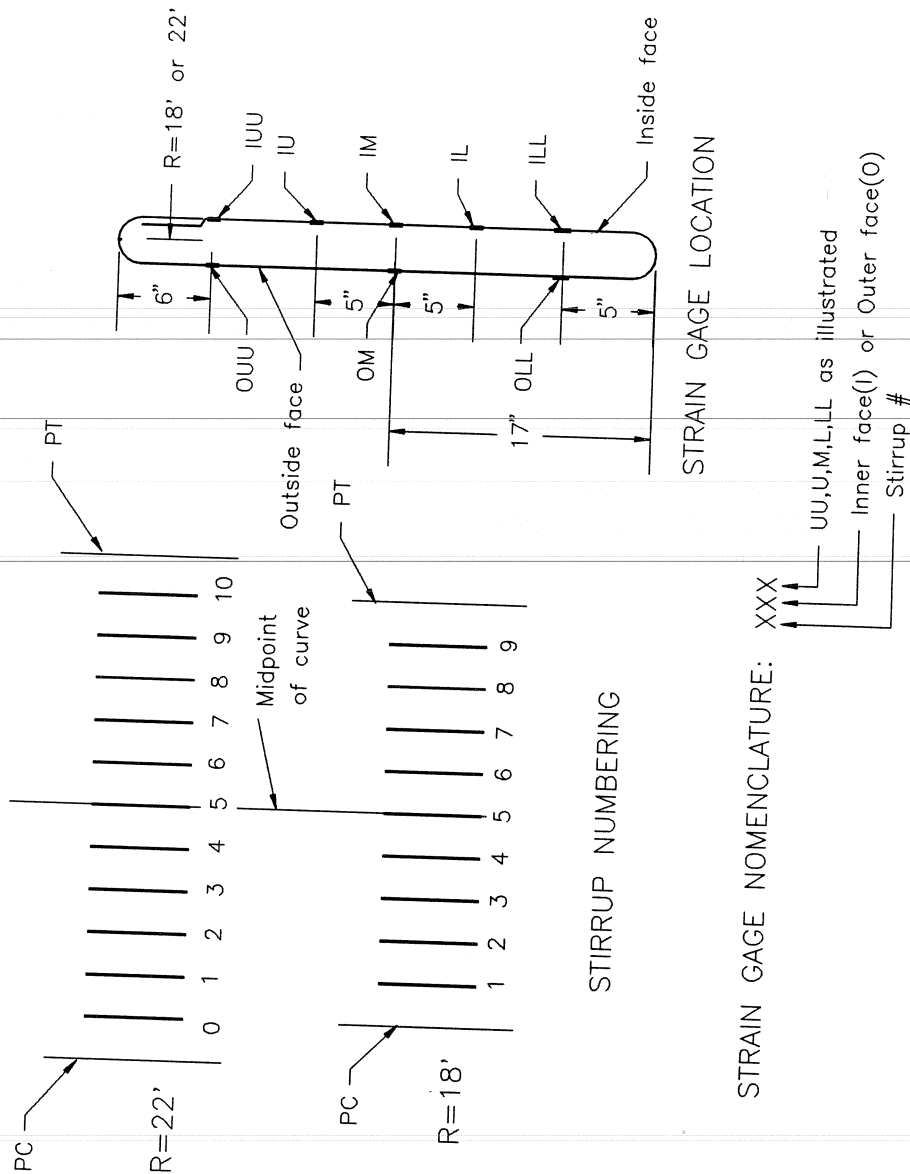 PC
PT
R=22'
0 1 2 3 4 5 6 7 8 9 10
Midpoint
of curve
PC
PT
R=18'
1 2 3 4 5 6 7 8 9
STIRRUP NUMBERING
R=18' or 22'
6"
5"
5"
5"
17"
OUU
OM
OLL
IUU
IU
IM
IL
ILL
Outside face
Inside face
STRAIN GAGE LOCATION
STRAIN GAGE NOMENCLATURE:
XXX
UU,U,M,L,LL as illustrated
Inner face(I) or Outer face(O)
Stirrup #